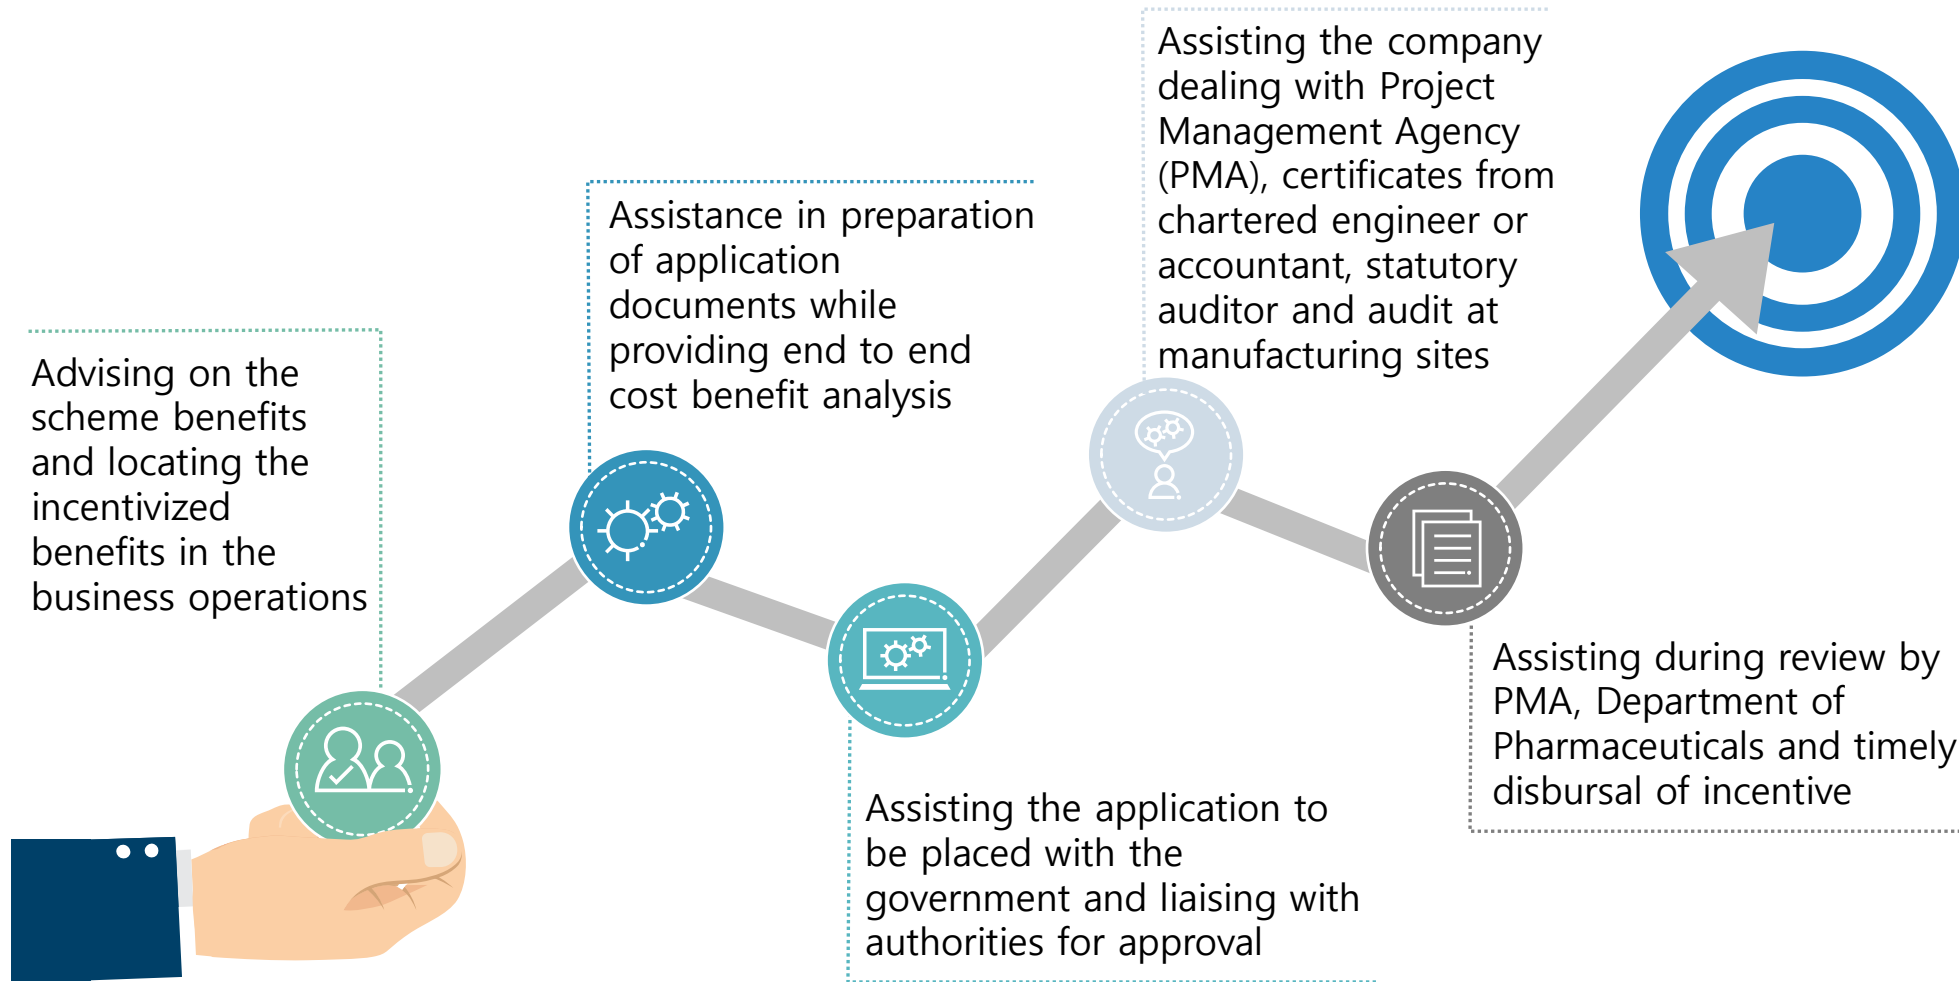 Advising on the
scheme benefits
and locating the
incentivized
benefits in the
business operations
Assistance in preparation
of application
documents while
providing end to end
cost benefit analysis
Assisting the application to
be placed with the
government and liaising with
authorities for approval
Assisting the company
dealing with Project
Management Agency
(PMA), certificates from
chartered engineer or
accountant, statutory
auditor and audit at
manufacturing sites
Assisting during review by
PMA, Department of
Pharmaceuticals and timely
disbursal of incentive